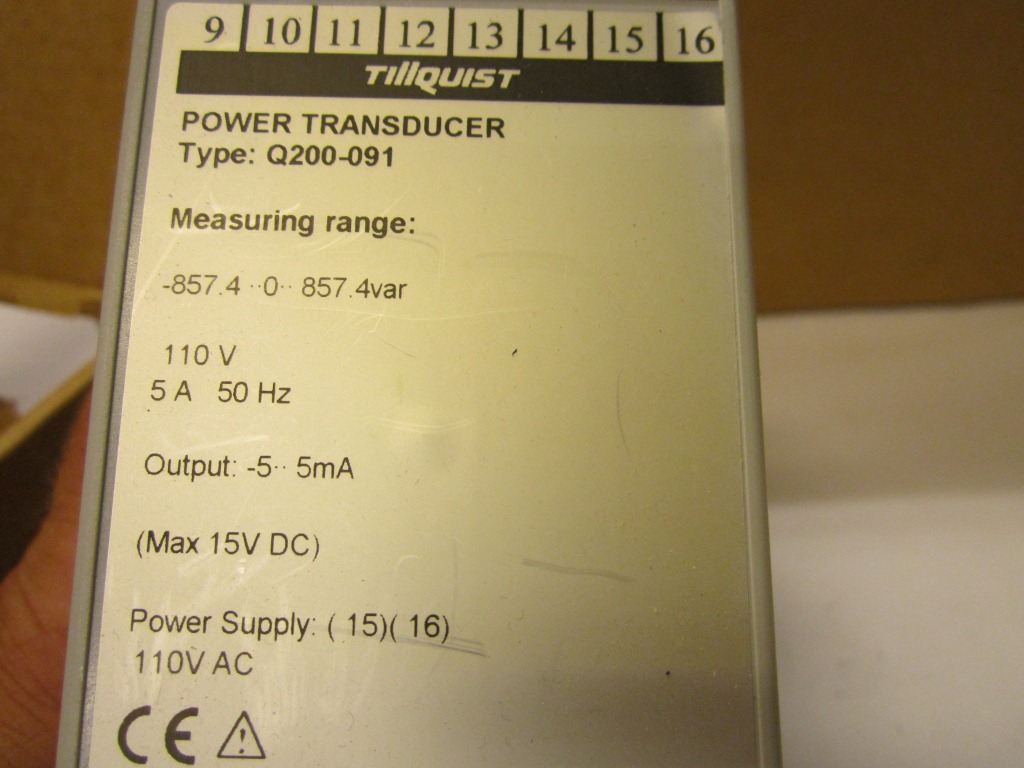 9 10 11 12 13 14 15 16
TillQUIST
POWER TRANSDUCER
Type: Q200-091
Measuring range:
-857.4 ··0·· 857.4var
110 V
5 A 50 Hz
Output: -5·· 5mA
(Max 15V DC)
Power Supply: ( 15)( 16)
110V AC
CE